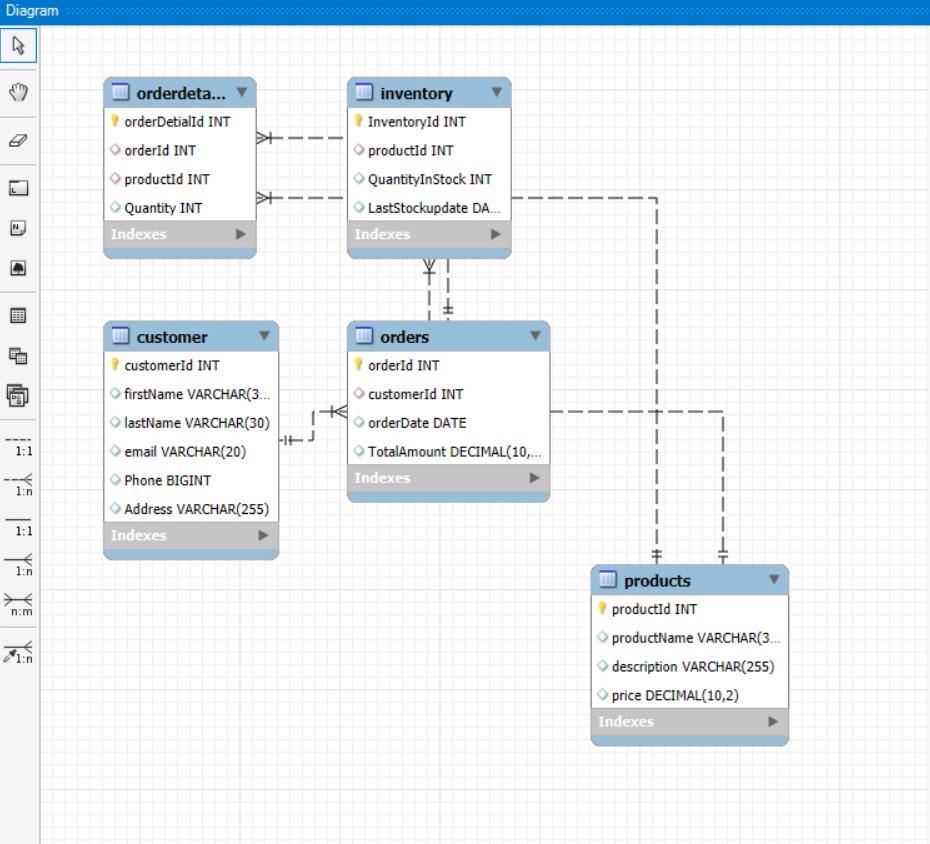 Diagram
orderdeta...
orderDetialId INT
orderId INT
productId INT
Quantity INT
Indexes
inventory
InventoryId INT
productId INT
QuantityInStock INT
LastStockupdate DA...
Indexes
customer
customerId INT
firstName VARCHAR(3...
lastName VARCHAR(30)
email VARCHAR(20)
Phone BIGINT
Address VARCHAR(255)
Indexes
orders
orderId INT
customerId INT
orderDate DATE
TotalAmount DECIMAL(10,...
Indexes
products
productId INT
productName VARCHAR(3...
description VARCHAR(255)
price DECIMAL(10,2)
Indexes
1:1
1:n
1:1
1:n
n:m
1:n